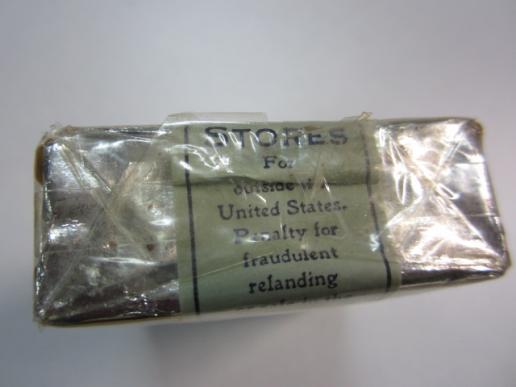 STORES
For
outside
United States.
Penalty for
fraudulent
relanding